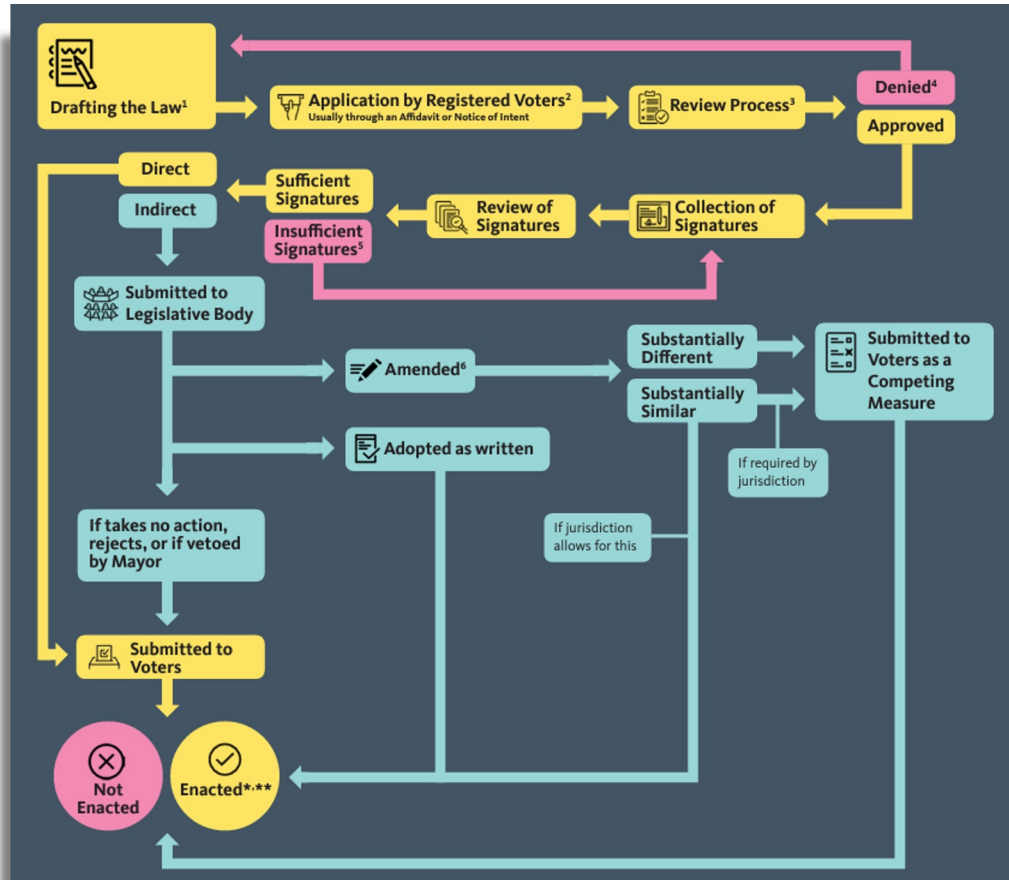 Drafting the Law¹
Application by Registered Voters²
Usually through an Affidavit or Notice of Intent
Review Process³
Denied⁴
Approved
Direct
Indirect
Sufficient
Signatures
Insufficient
Signatures⁵
Review of
Signatures
Collection of
Signatures
Submitted to
Legislative Body
Amended⁶
Substantially
Different
Substantially
Similar
Submitted to
Voters as a
Competing
Measure
Adopted as written
If required by
jurisdiction
If takes no action,
rejects, or if vetoed
by Mayor
If jurisdiction
allows for this
Submitted to
Voters
Not
Enacted
Enacted*,**